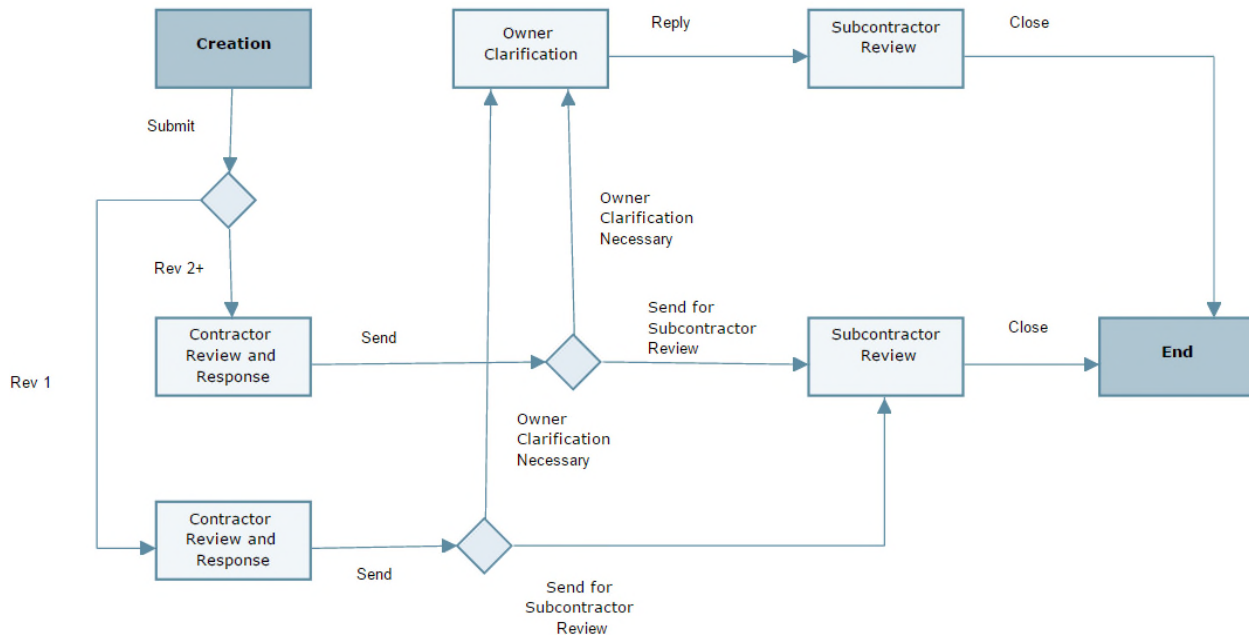 Creation
Owner
Clarification
Reply
Subcontractor
Review
Close
Submit
Owner
Clarification
Necessary
Rev 2+
Contractor
Review and
Response
Send
Send for
Subcontractor
Review
Subcontractor
Review
Close
End
Rev 1
Owner
Clarification
Necessary
Contractor
Review and
Response
Send
Send for
Subcontractor
Review